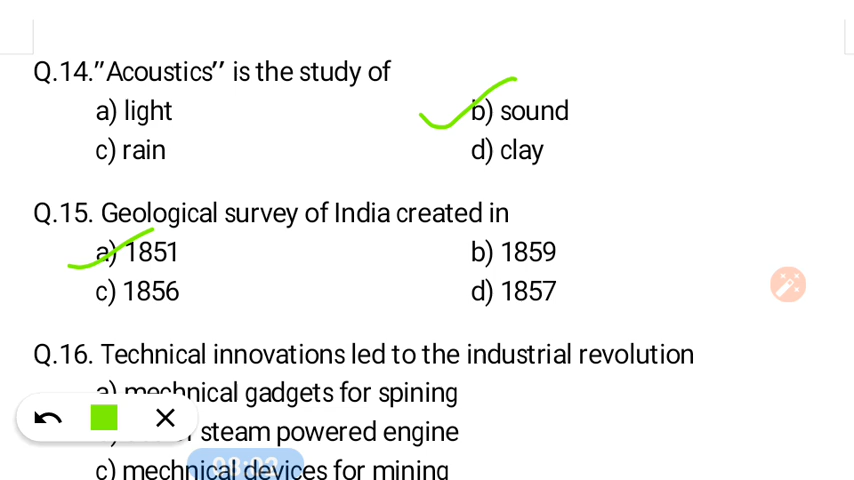 Q.14."Acoustics'' is the study of
a) light b) sound
c) rain d) clay
Q.15. Geological survey of India created in
a) 1851 b) 1859
c) 1856 d) 1857
Q.16. Technical innovations led to the industrial revolution
a) mechnical gadgets for spining
steam powered engine
c) mechnical devices for mining